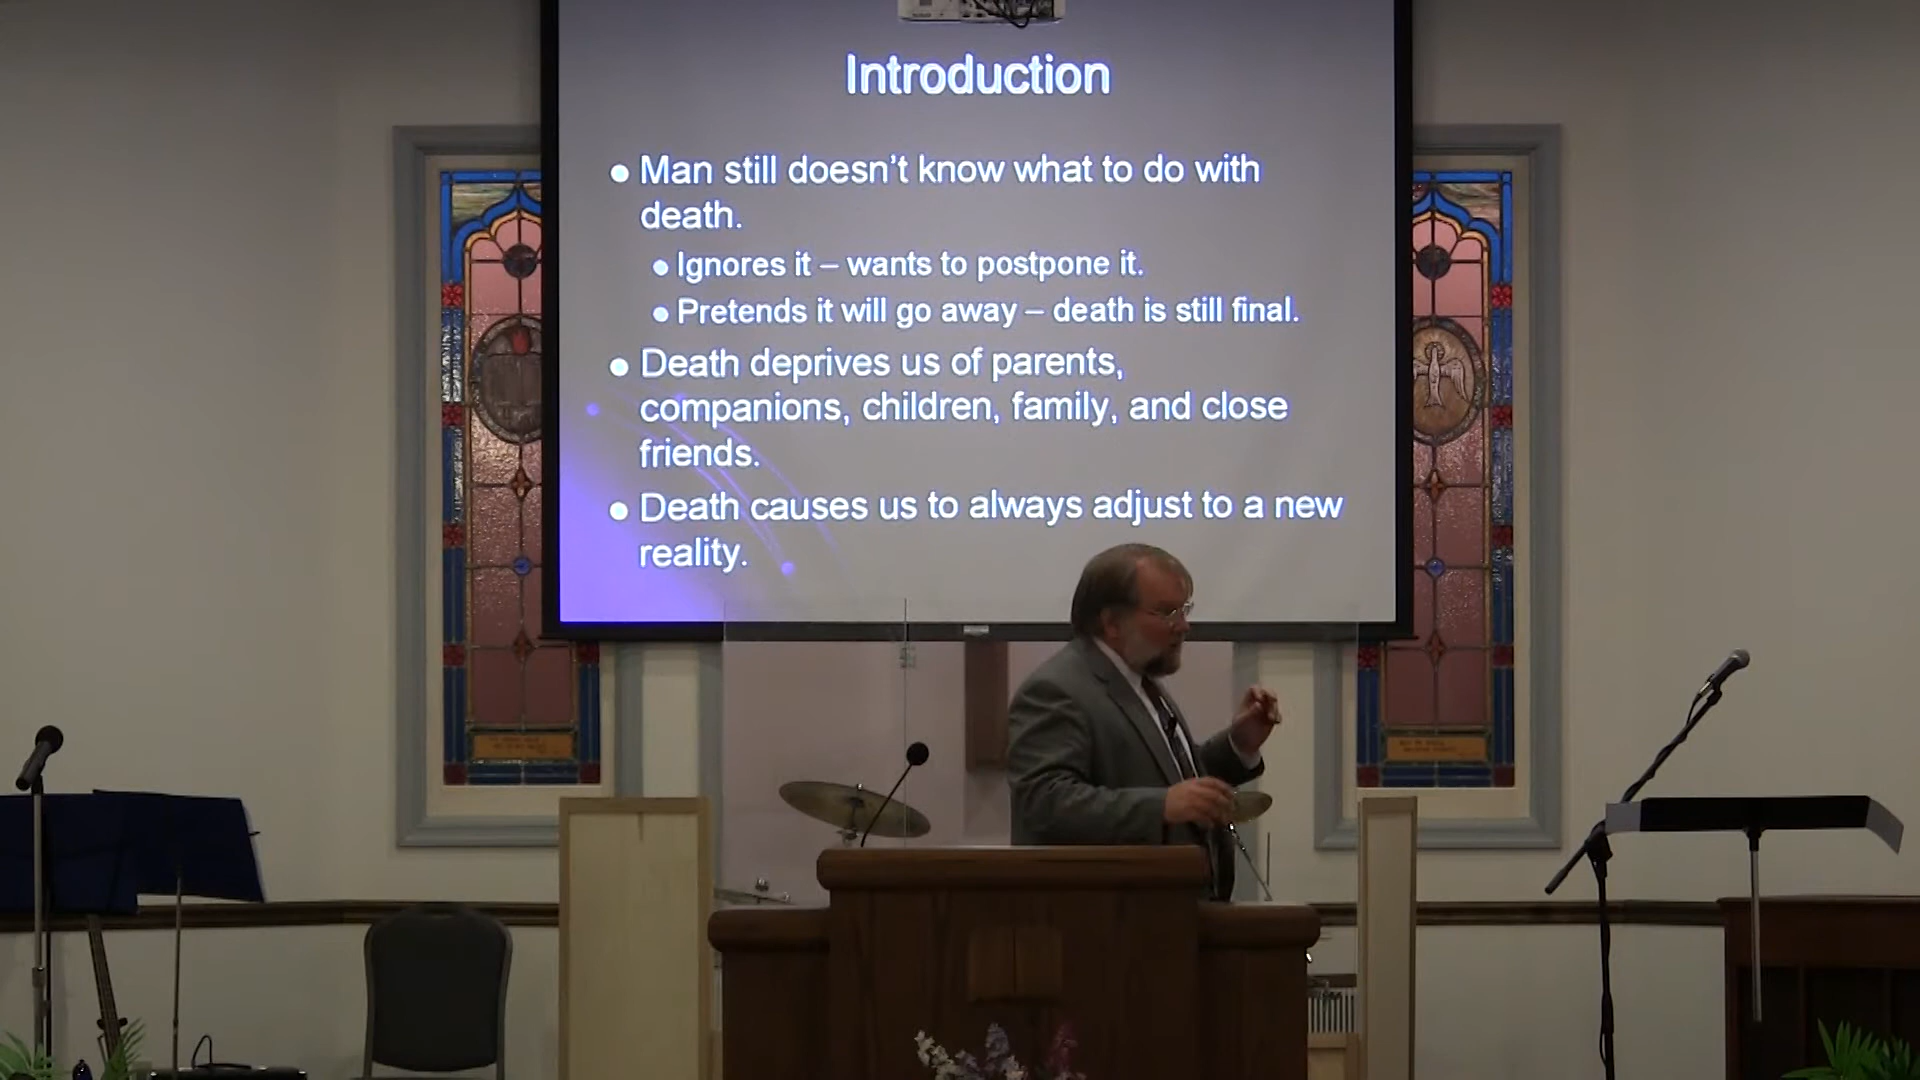 Introduction
• Man still doesn't know what to do with
death.
• Ignores it – wants to postpone it.
• Pretends it will go away – death is still final.
• Death deprives us of parents,
companions, children, family, and close
friends.
• Death causes us to always adjust to a new
reality.